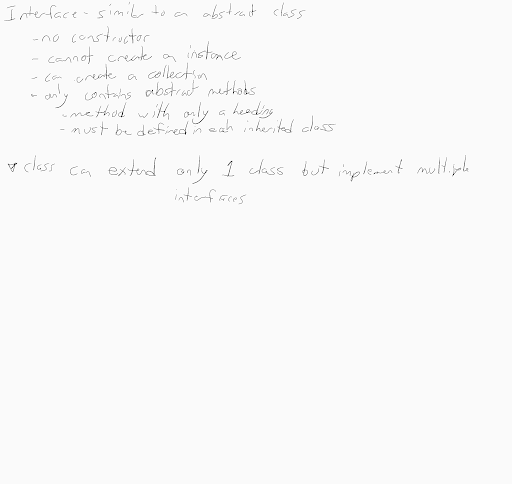 Interface - similar to an abstract class
- no constructor
- cannot create an instance
- can create a collection
- only contains abstract methods
- method with only a heading
- must be defined in each inherited class
* class can extend only 1 class but implement multiple
interfaces